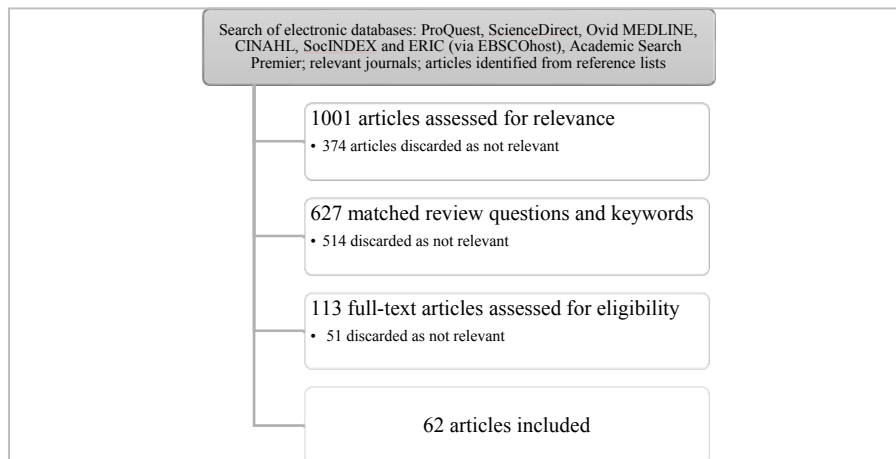 Search of electronic databases: ProQuest, ScienceDirect, Ovid MEDLINE,
CINAHL, SocINDEX and ERIC (via EBSCOhost), Academic Search
Premier; relevant journals; articles identified from reference lists
1001 articles assessed for relevance
• 374 articles discarded as not relevant
627 matched review questions and keywords
• 514 discarded as not relevant
113 full-text articles assessed for eligibility
• 51 discarded as not relevant
62 articles included